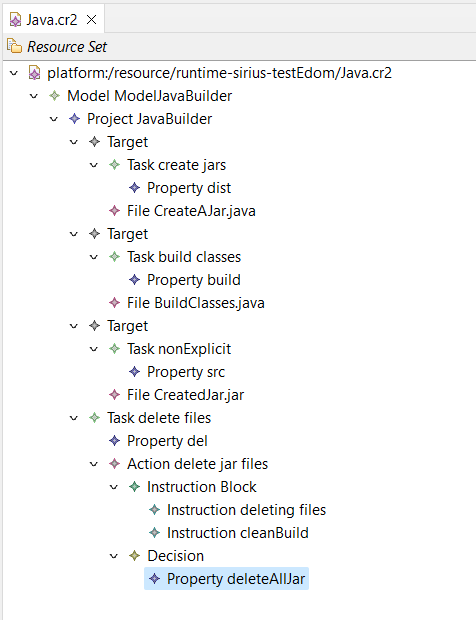 Java.cr2
Resource Set
platform:/resource/runtime-sirius-testEdom/Java.cr2
Model ModelJavaBuilder
Project JavaBuilder
Target
Task create jars
Property dist
File CreateAJar.java
Target
Task build classes
Property build
File BuildClasses.java
Target
Task nonExplicit
Property src
File CreatedJar.jar
Task delete files
Property del
Action delete jar files
Instruction Block
Instruction deleting files
Instruction cleanBuild
Decision
Property deleteAllJar